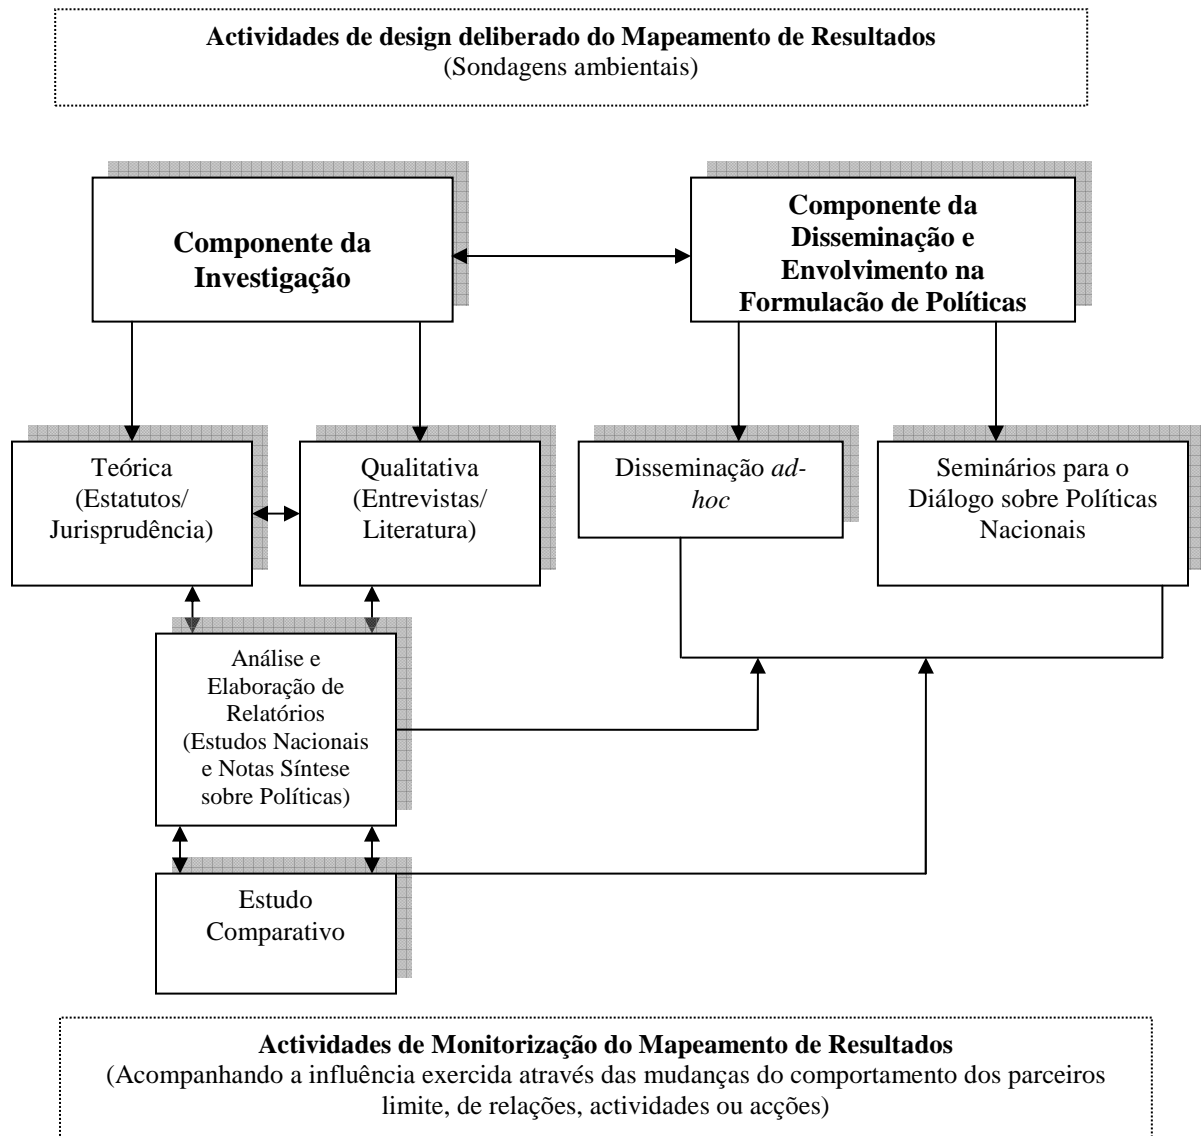 Actividades de design deliberado do Mapeamento de Resultados
(Sondagens ambientais)
Componente da
Investigação
Componente da
Disseminação e
Envolvimento na
Formulacão de Políticas
Teórica
(Estatutos/
Jurisprudência)
Qualitativa
(Entrevistas/
Literatura)
Disseminação ad-
hoc
Seminários para o
Diálogo sobre Políticas
Nacionais
Análise e
Elaboração de
Relatórios
(Estudos Nacionais
e Notas Síntese
sobre Políticas)
Estudo
Comparativo
Actividades de Monitorização do Mapeamento de Resultados
(Acompanhando a influência exercida através das mudanças do comportamento dos parceiros
limite, de relações, actividades ou acções)